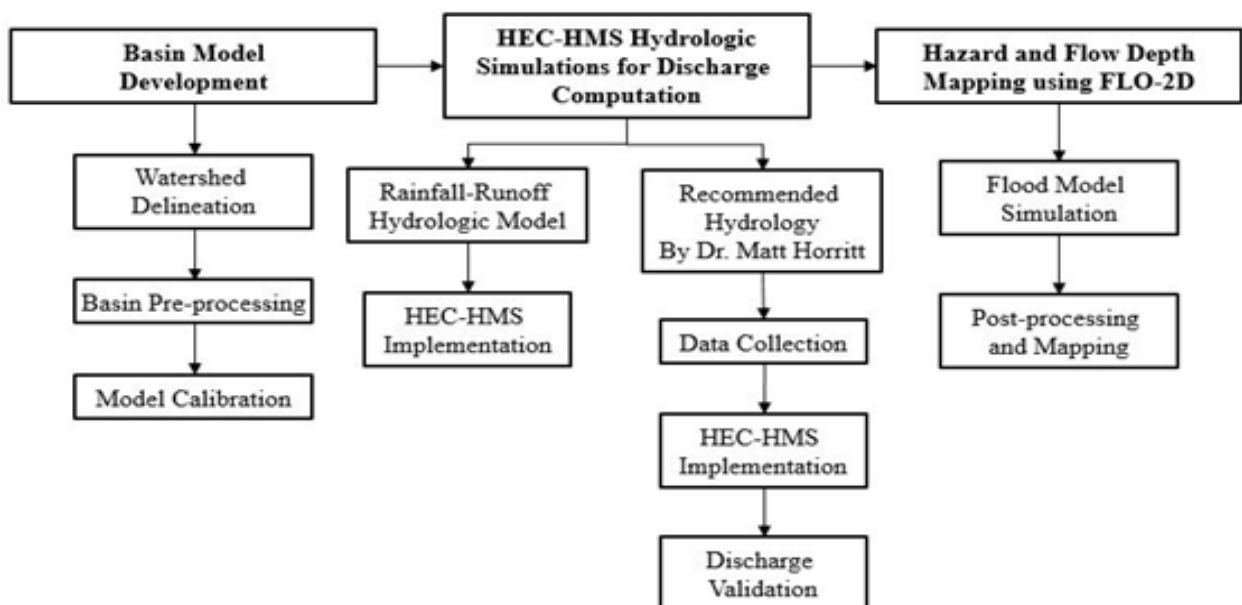 Basin Model
Development
HEC-HMS Hydrologic
Simulations for Discharge
Computation
Hazard and Flow Depth
Mapping using FLO-2D
Watershed
Delineation
Basin Pre-processing
Model Calibration
Rainfall-Runoff
Hydrologic Model
HEC-HMS
Implementation
Recommended
Hydrology
By Dr. Matt Horritt
Data Collection
HEC-HMS
Implementation
Discharge
Validation
Flood Model
Simulation
Post-processing
and Mapping